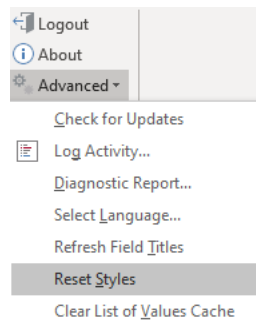 Logout
About
Advanced
Check for Updates
Log Activity...
Diagnostic Report...
Select Language...
Refresh Field Titles
Reset Styles
Clear List of Values Cache